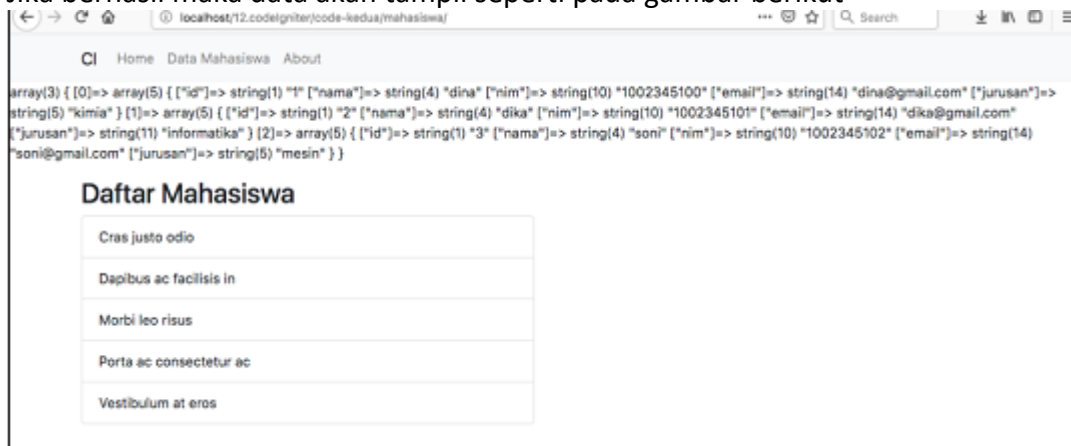 Jika berhasil maka data akan tampil seperti pada gambar berikut
localhost/12.codeIgniter/code-kedua/mahasiswa/
Search
CI Home Data Mahasiswa About
array(3) { [0]=> array(5) { ["id"]=> string(1) "1" ["nama"]=> string(4) "dina" ["nim"]=> string(10) "1002345100" ["email"]=> string(14) "dina@gmail.com" ["jurusan"]=>
string(5) "kimia" } [1]=> array(5) { ["id"]=> string(1) "2" ["nama"]=> string(4) "dika" ["nim"]=> string(10) "1002345101" ["email"]=> string(14) "dika@gmail.com"
["jurusan"]=> string(11) "informatika" } [2]=> array(5) { ["id"]=> string(1) "3" ["nama"]=> string(4) "soni" ["nim"]=> string(10) "1002345102" ["email"]=> string(14)
"soni@gmail.com" ["jurusan"]=> string(5) "mesin" } }
Daftar Mahasiswa
Cras justo odio
Dapibus ac facilisis in
Morbi leo risus
Porta ac consectetur ac
Vestibulum at eros